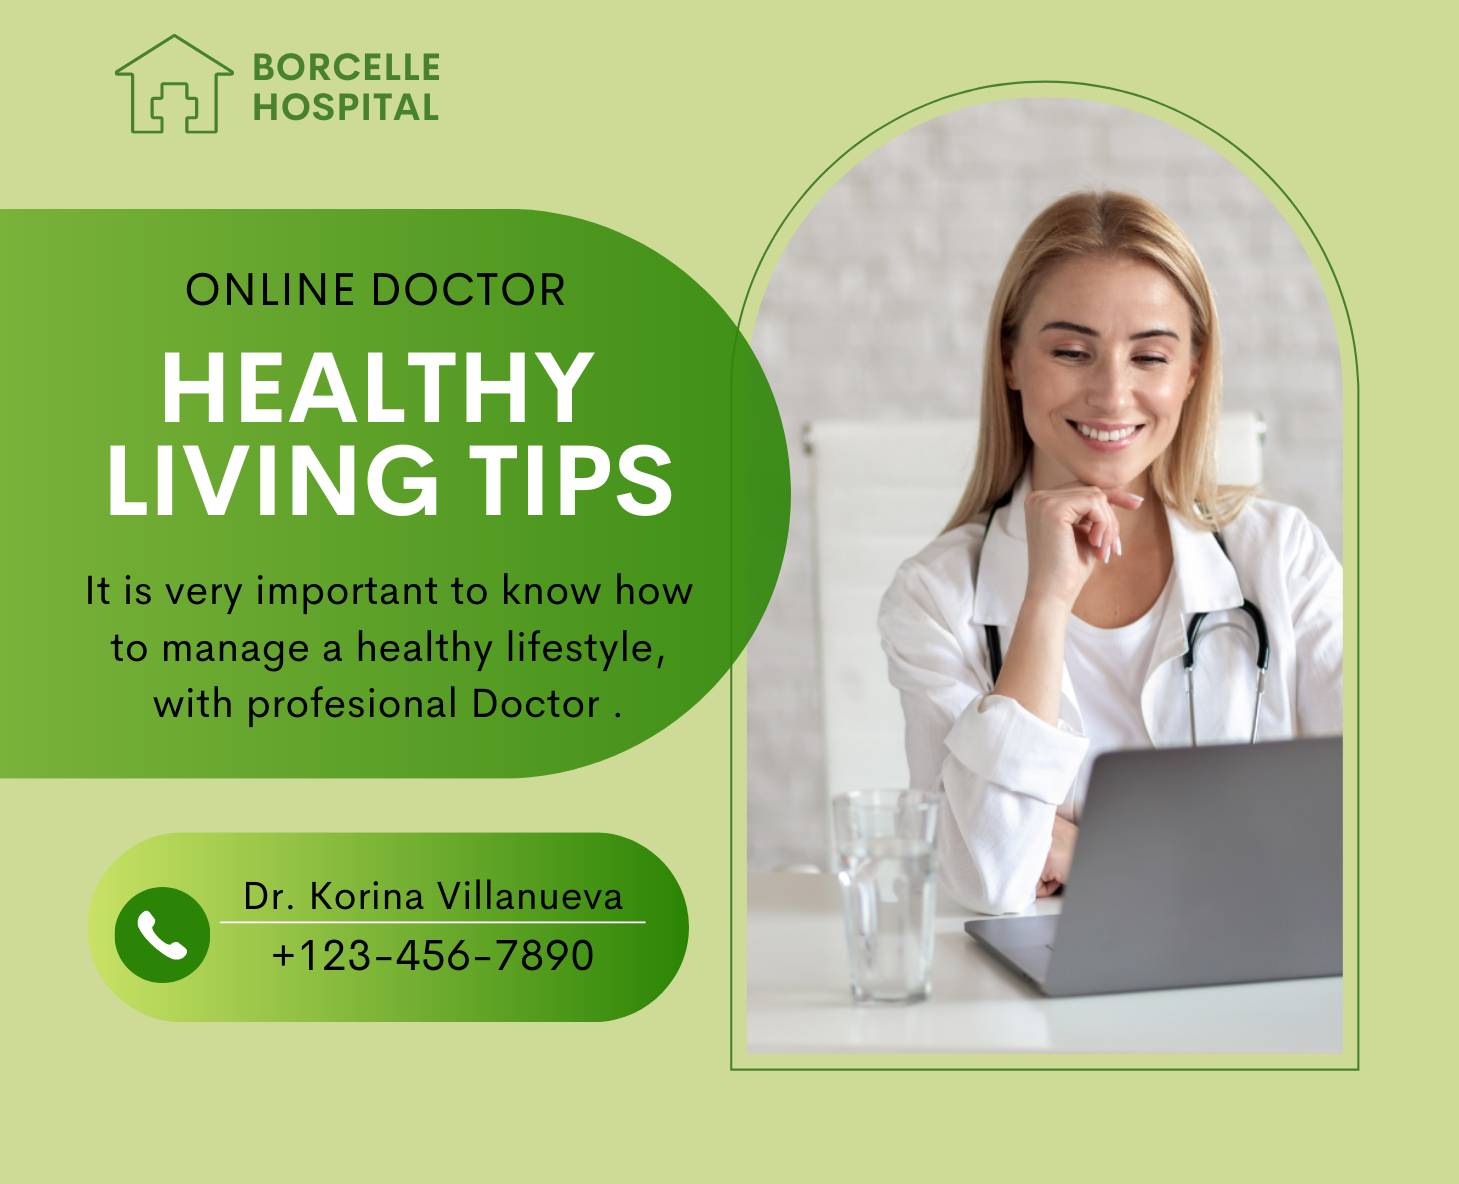 BORCELLE
HOSPITAL
ONLINE DOCTOR
HEALTHY
LIVING TIPS
It is very important to know how
to manage a healthy lifestyle,
with profesional Doctor .
Dr. Korina Villanueva
+123-456-7890